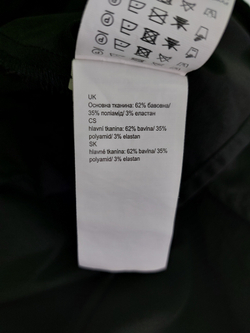 UK
Основна тканина: 62% бавовна/
35% поліамід/ 3% еластан
CS
hlavní tkanina: 62% bavlna/ 35%
polyamid/ 3% elastan
SK
hlavné tkanina: 62% bavlna/ 35%
polyamid/ 3% elastan